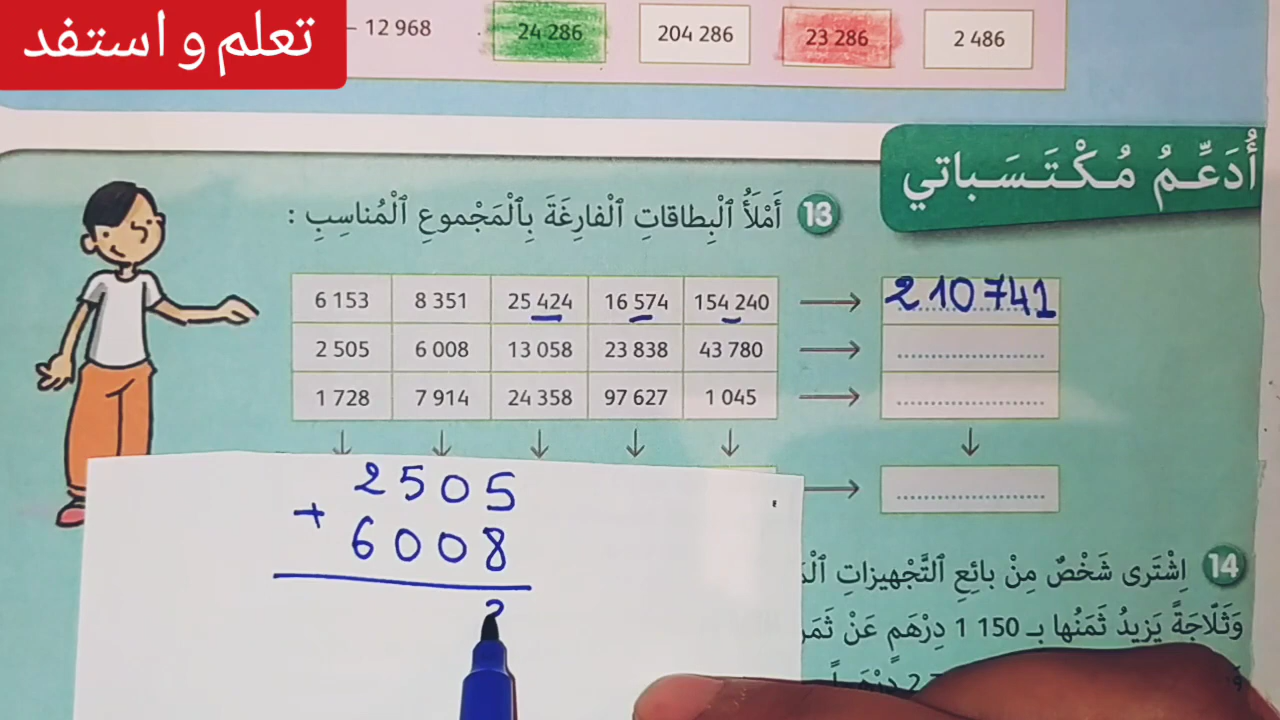 تعلم و استفد
– 12 968 24 286 204 286 23 286 2 486
أُدَعِّمُ مُكْتَسَباتي
13 أَمْلَأُ ٱلْبِطاقاتِ ٱلْفارِغَةَ بِٱلْمَجْموعِ ٱلْمُناسِبِ :
6 153 8 351 25 424 16 574 154 240 → 210 741
2 505 6 008 13 058 23 838 43 780 → ....................
1 728 7 914 24 358 97 627 1 045 → ....................
↓ ↓ ↓ ↓ ↓ ↓
→ ....................
2505
+
6008
14 اِشْتَرى شَخْصٌ مِنْ بائِعِ ٱلتَّجْهيزاتِ
وَثَلّاجَةً يَزيدُ ثَمَنُها بِـ 150 1 دِرْهَمٍ عَنْ